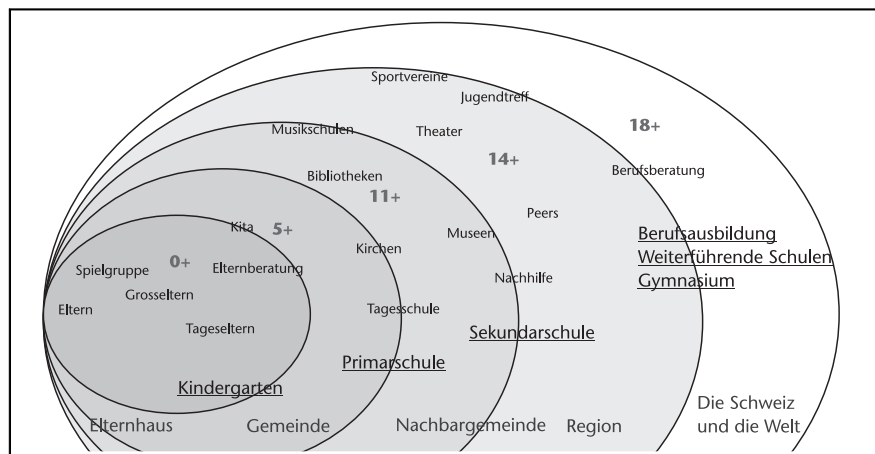 Sportvereine
Jugendtreff
18+
Musikschulen
Theater
14+
Berufsberatung
Bibliotheken
11+
Peers
Kita
5+
Museen
Berufsausbildung
Kirchen
Weiterführende Schulen
Spielgruppe
0+
Elternberatung
Nachhilfe
Gymnasium
Grosseltern
Eltern
Tagesschule
Tageseltern
Sekundarschule
Primarschule
Kindergarten
Elternhaus
Gemeinde
Nachbargemeinde
Region
Die Schweiz
und die Welt